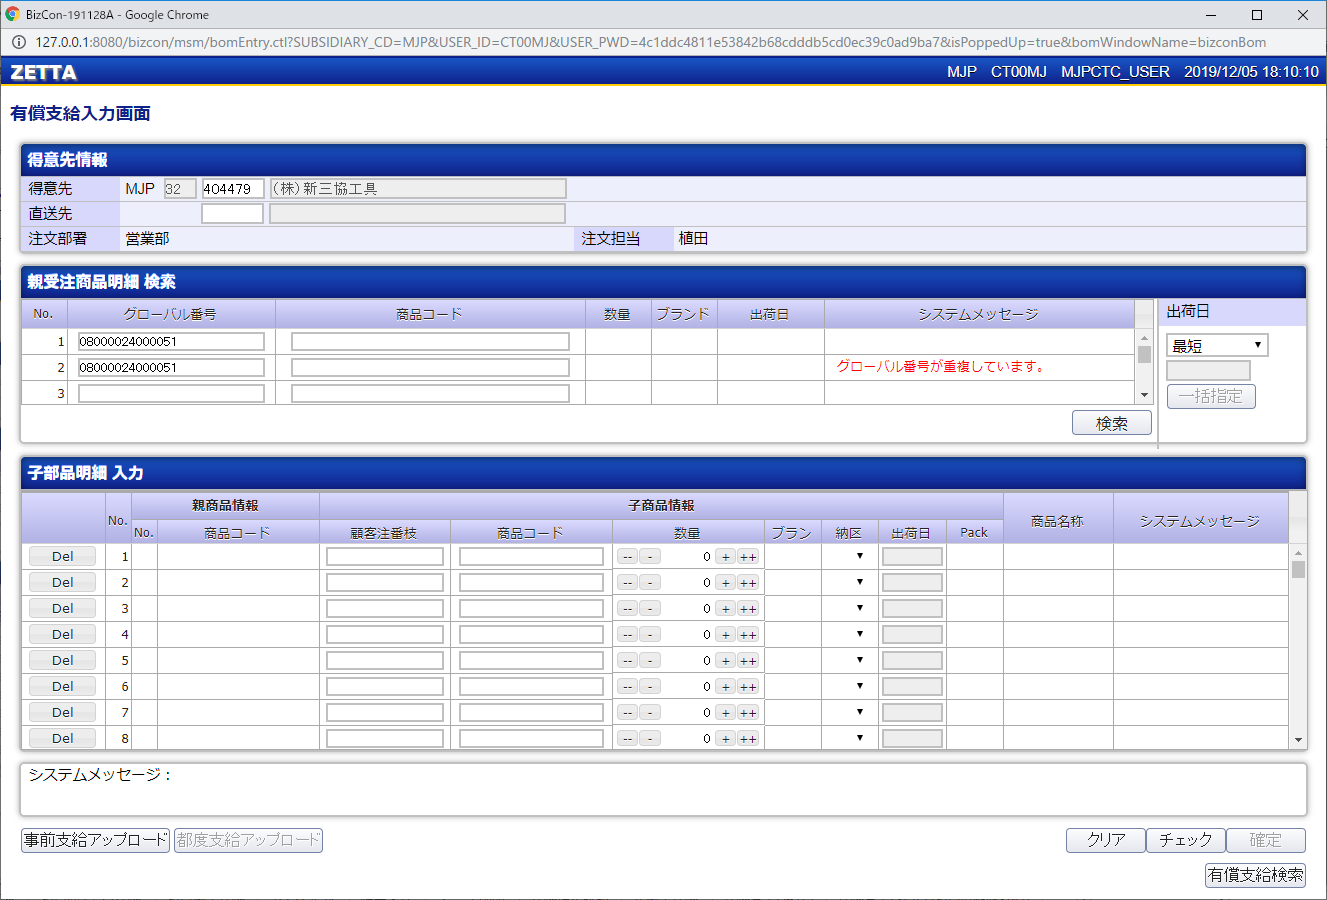 BizCon-191128A - Google Chrome
127.0.0.1:8080/bizcon/msm/bomEntry.ctl?SUBSIDIARY_CD=MJP&USER_ID=CT00MJ&USER_PWD=4c1ddc4811e53842b68cdddb5cd0ec39c0ad9ba7&isPoppedUp=true&bomWindowName=bizconBom
ZETTA MJP CT00MJ MJPCTC_USER 2019/12/05 18:10:10
有償支給入力画面
得意先情報
得意先 MJP 32 404479 (株)新三協工具
直送先
注文部署 営業部 注文担当 植田
親受注商品明細 検索
No. グローバル番号 商品コード 数量 ブランド 出荷日 システムメッセージ 出荷日
1 08000024000051
最短
2 08000024000051 グローバル番号が重複しています。
3
一括指定
検索
子部品明細 入力
親商品情報 子商品情報
No. 商品名称 システムメッセージ
No. 商品コード 顧客注番枝 商品コード 数量 ブラン 納区 出荷日 Pack
Del 1 -- - 0 + ++
Del 2 -- - 0 + ++
Del 3 -- - 0 + ++
Del 4 -- - 0 + ++
Del 5 -- - 0 + ++
Del 6 -- - 0 + ++
Del 7 -- - 0 + ++
Del 8 -- - 0 + ++
システムメッセージ：
事前支給アップロード 都度支給アップロード クリア チェック 確定
有償支給検索